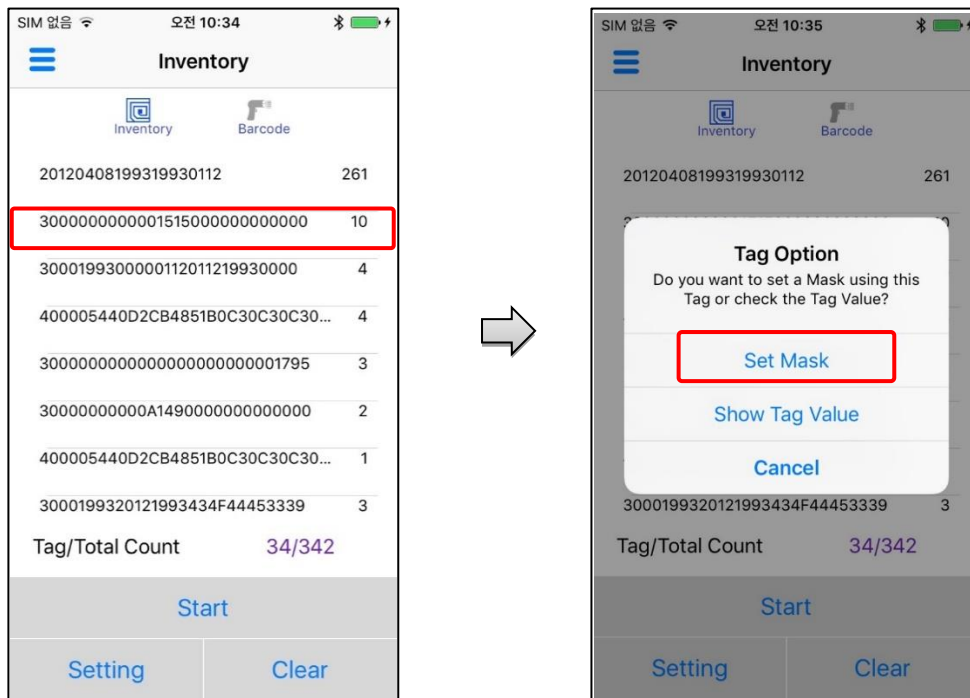 SIM 없음 오전 10:34
Inventory
Inventory Barcode
20120408199319930112 261
3000000000001515000000000000 10
3000199300000112011219930000 4
400005440D2CB4851B0C30C30C30... 4
3000000000000000000000001795 3
30000000000A1490000000000000 2
400005440D2CB4851B0C30C30C30... 1
3000199320121993434F44453339 3
Tag/Total Count 34/342
Start
Setting Clear
SIM 없음 오전 10:35
Inventory
Inventory Barcode
20120408199319930112 261
Tag Option
Do you want to set a Mask using this
Tag or check the Tag Value?
Set Mask
Show Tag Value
Cancel
3000199320121993434F44453339 3
Tag/Total Count 34/342
Start
Setting Clear